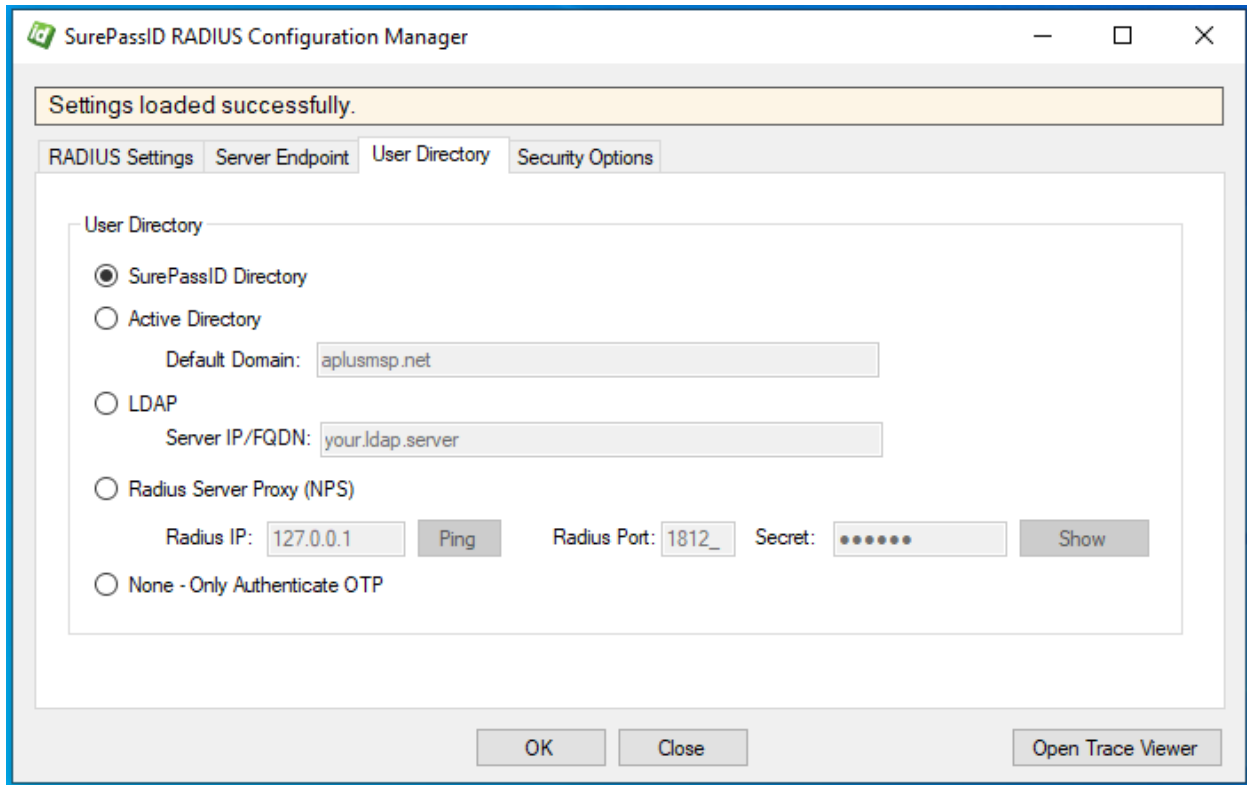 SurePassID RADIUS Configuration Manager
Settings loaded successfully.
RADIUS Settings Server Endpoint User Directory Security Options
User Directory
SurePassID Directory
Active Directory
Default Domain: aplusmsp.net
LDAP
Server IP/FQDN: your.ldap.server
Radius Server Proxy (NPS)
Radius IP: 127.0.0.1 Ping Radius Port: 1812_ Secret: ●●●●●● Show
None - Only Authenticate OTP
OK Close Open Trace Viewer